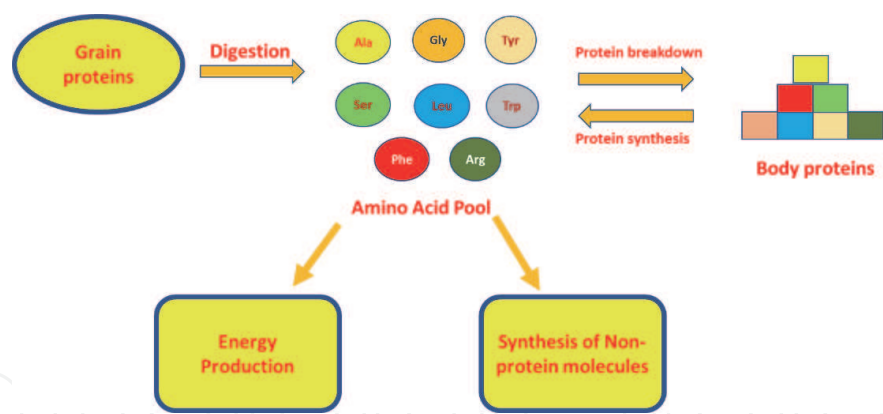 Grain
proteins
Digestion
Ala
Gly
Tyr
Ser
Leu
Trp
Phe
Arg
Amino Acid Pool
Protein breakdown
Protein synthesis
Body proteins
Energy
Production
Synthesis of Non-
protein molecules